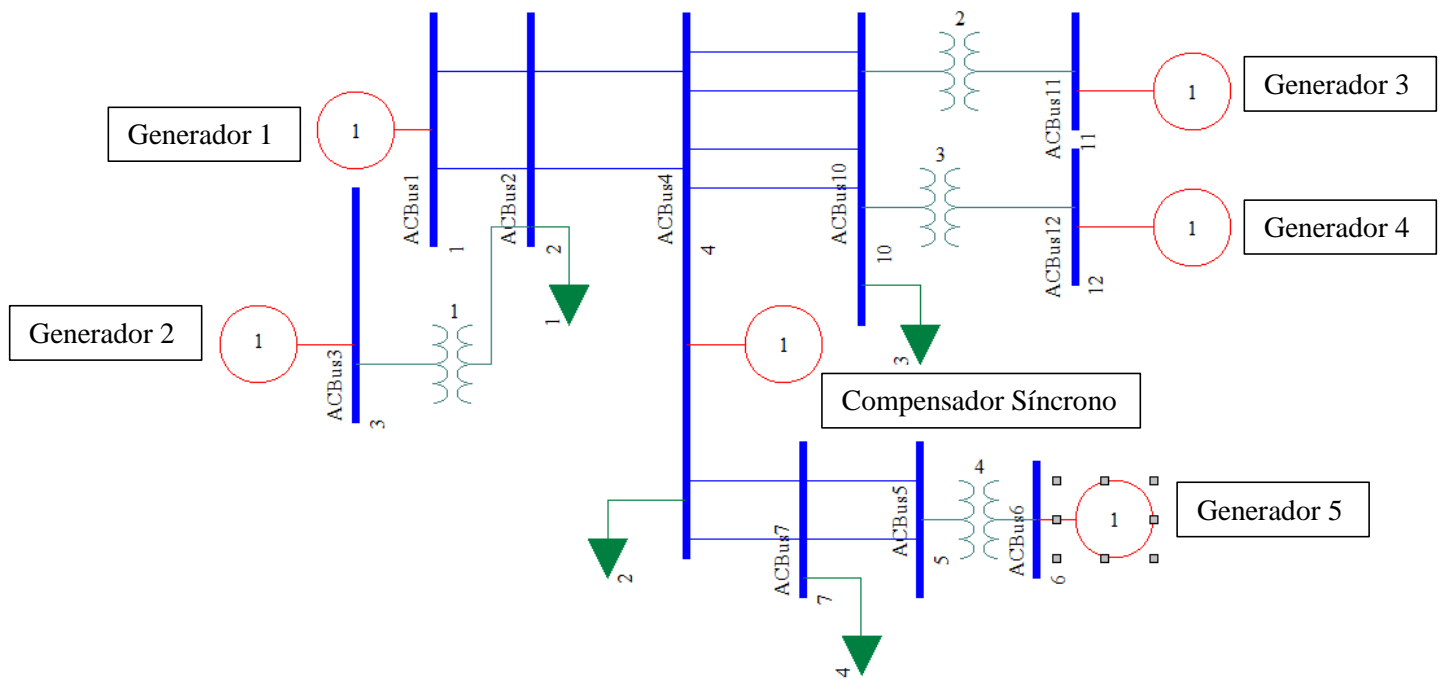 2
Generador 3
1
ACBus11
11
Generador 1
1
3
ACBus1
1
ACBus2
2
ACBus4
4
ACBus10
10
Generador 4
1
ACBus12
12
Generador 2
1
ACBus3
3
1
1
1
3
Compensador Síncrono
2
ACBus7
7
4
ACBus5
5
4
ACBus6
6
1
Generador 5